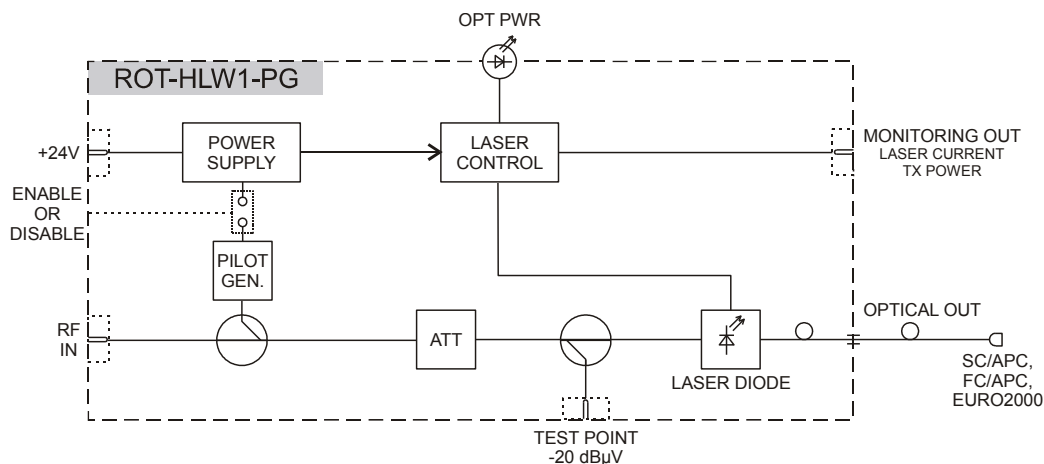 OPT PWR
ROT-HLW1-PG
+24V
POWER
SUPPLY
LASER
CONTROL
MONITORING OUT
LASER CURRENT
TX POWER
ENABLE
OR
DISABLE
PILOT
GEN.
RF
IN
ATT
LASER DIODE
OPTICAL OUT
SC/APC,
FC/APC,
EURO2000
TEST POINT
-20 dBµV